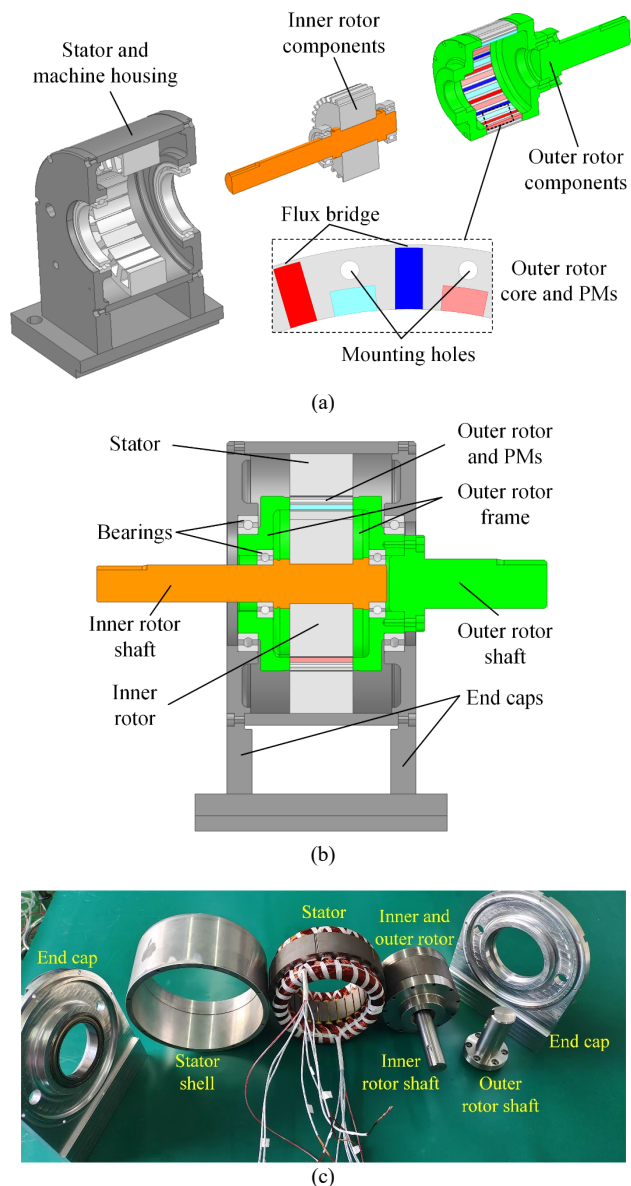 Stator and
machine housing
Inner rotor
components
Outer rotor
components
Flux bridge
Outer rotor
core and PMs
Mounting holes
(a)
Stator
Outer rotor
and PMs
Outer rotor
frame
Bearings
Inner rotor
shaft
Outer rotor
shaft
Inner
rotor
End caps
(b)
Stator
Inner and
outer rotor
End cap
Stator
shell
Inner
rotor shaft
End cap
Outer
rotor shaft
(c)